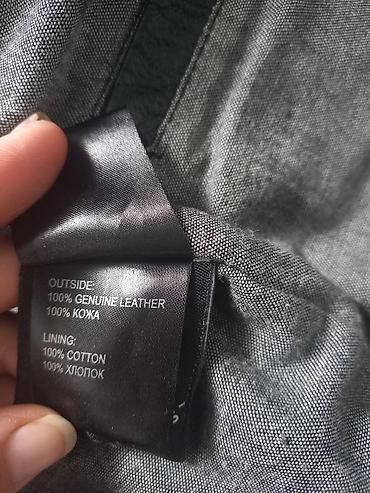 OUTSIDE:
100% GENUINE LEATHER
100% КОЖА
LINING:
100% COTTON
100% ХЛОПОК